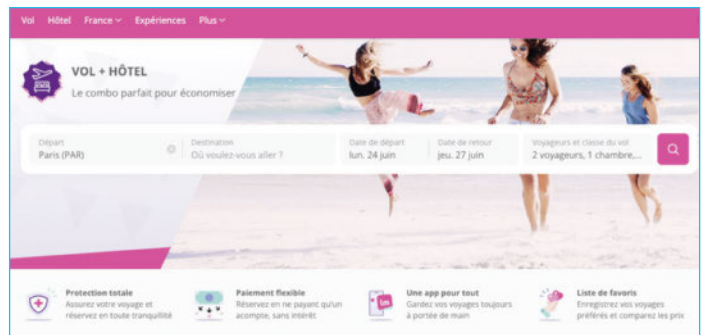 Vol Hôtel France Expériences Plus
VOL + HÔTEL
Le combo parfait pour économiser
Départ
Paris (PAR)
Destination
Où voulez-vous aller ?
Date de départ
lun. 24 juin
Date de retour
jeu. 27 juin
Voyageurs et classe du vol
2 voyageurs, 1 chambre,...
Protection totale
Assurez votre voyage et
réservez en toute tranquillité
Paiement flexible
Réservez en ne payant qu'un
acompte, sans intérêt
lm
Une app pour tout
Gardez vos voyages toujours
à portée de main
Liste de favoris
Enregistrez vos voyages
préférés et comparez les prix